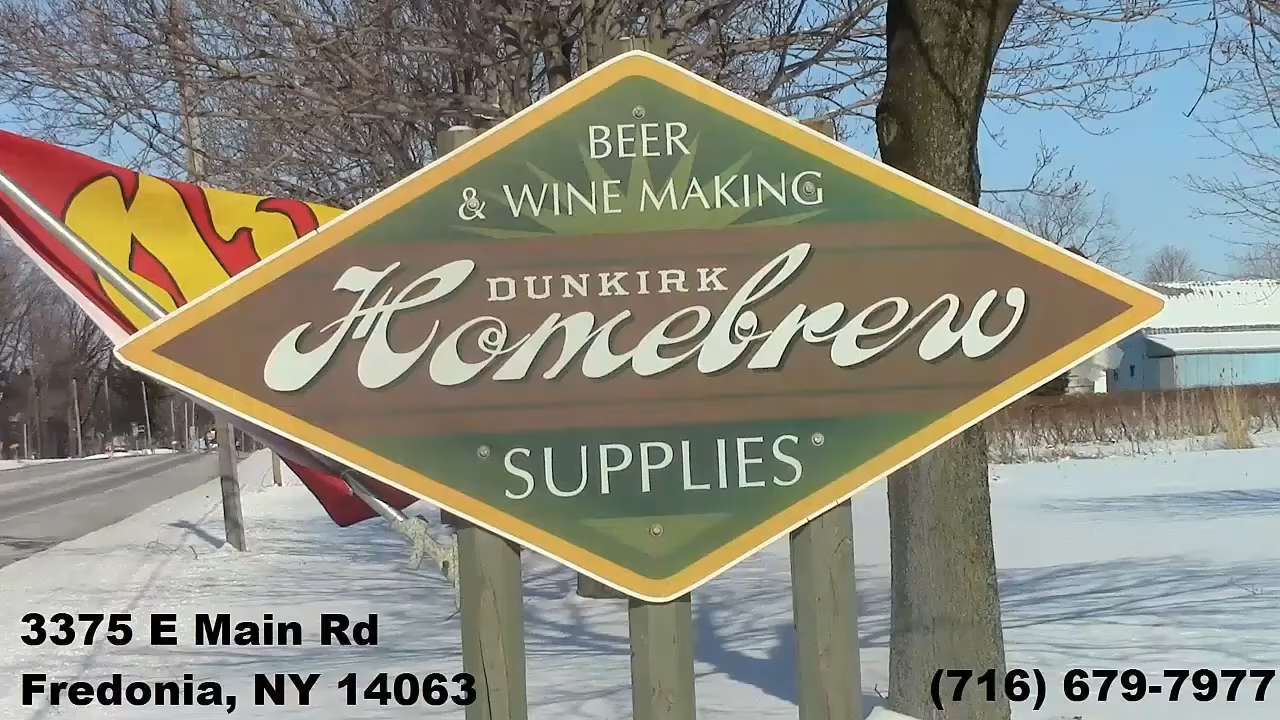 BEER
& WINE MAKING
DUNKIRK
Homebrew
SUPPLIES
3375 E Main Rd
Fredonia, NY 14063
(716) 679-7977